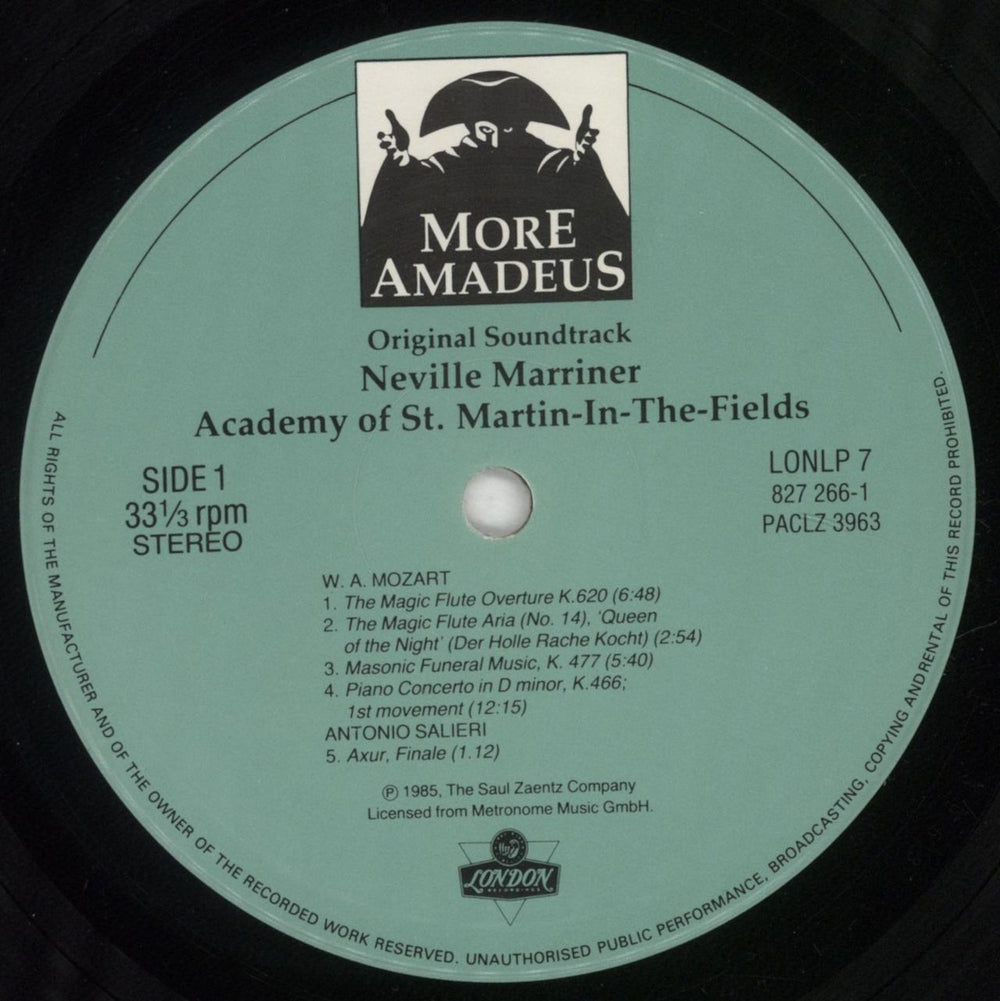 MORE
AMADEUS
Original Soundtrack
Neville Marriner
Academy of St. Martin-In-The-Fields
SIDE 1
33⅓ rpm
STEREO
LONLP 7
827 266-1
PACLZ 3963
W. A. MOZART
1. The Magic Flute Overture K.620 (6:48)
2. The Magic Flute Aria (No. 14), ‘Queen
of the Night’ (Der Holle Rache Kocht) (2:54)
3. Masonic Funeral Music, K. 477 (5:40)
4. Piano Concerto in D minor, K.466;
1st movement (12:15)
ANTONIO SALIERI
5. Axur, Finale (1.12)
℗ 1985, The Saul Zaentz Company
Licensed from Metronome Music GmbH.
LONDON
RECORDINGS
ALL RIGHTS OF THE MANUFACTURER AND OF THE OWNER OF THE RECORDED WORK RESERVED. UNAUTHORISED PUBLIC PERFORMANCE, BROADCASTING, COPYING ANDRENTAL OF THIS RECORD PROHIBITED.